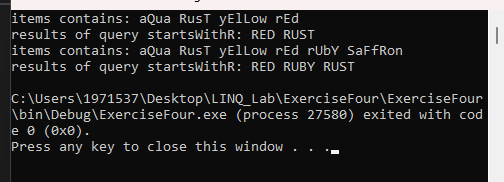 items contains: aQua RusT yElLow rEd
results of query startsWithR: RED RUST
items contains: aQua RusT yElLow rEd rUbY SaFfRon
results of query startsWithR: RED RUBY RUST
C:\Users\1971537\Desktop\LINQ_Lab\ExerciseFour\ExerciseFour
\bin\Debug\ExerciseFour.exe (process 27580) exited with cod
e 0 (0x0).
Press any key to close this window . . .